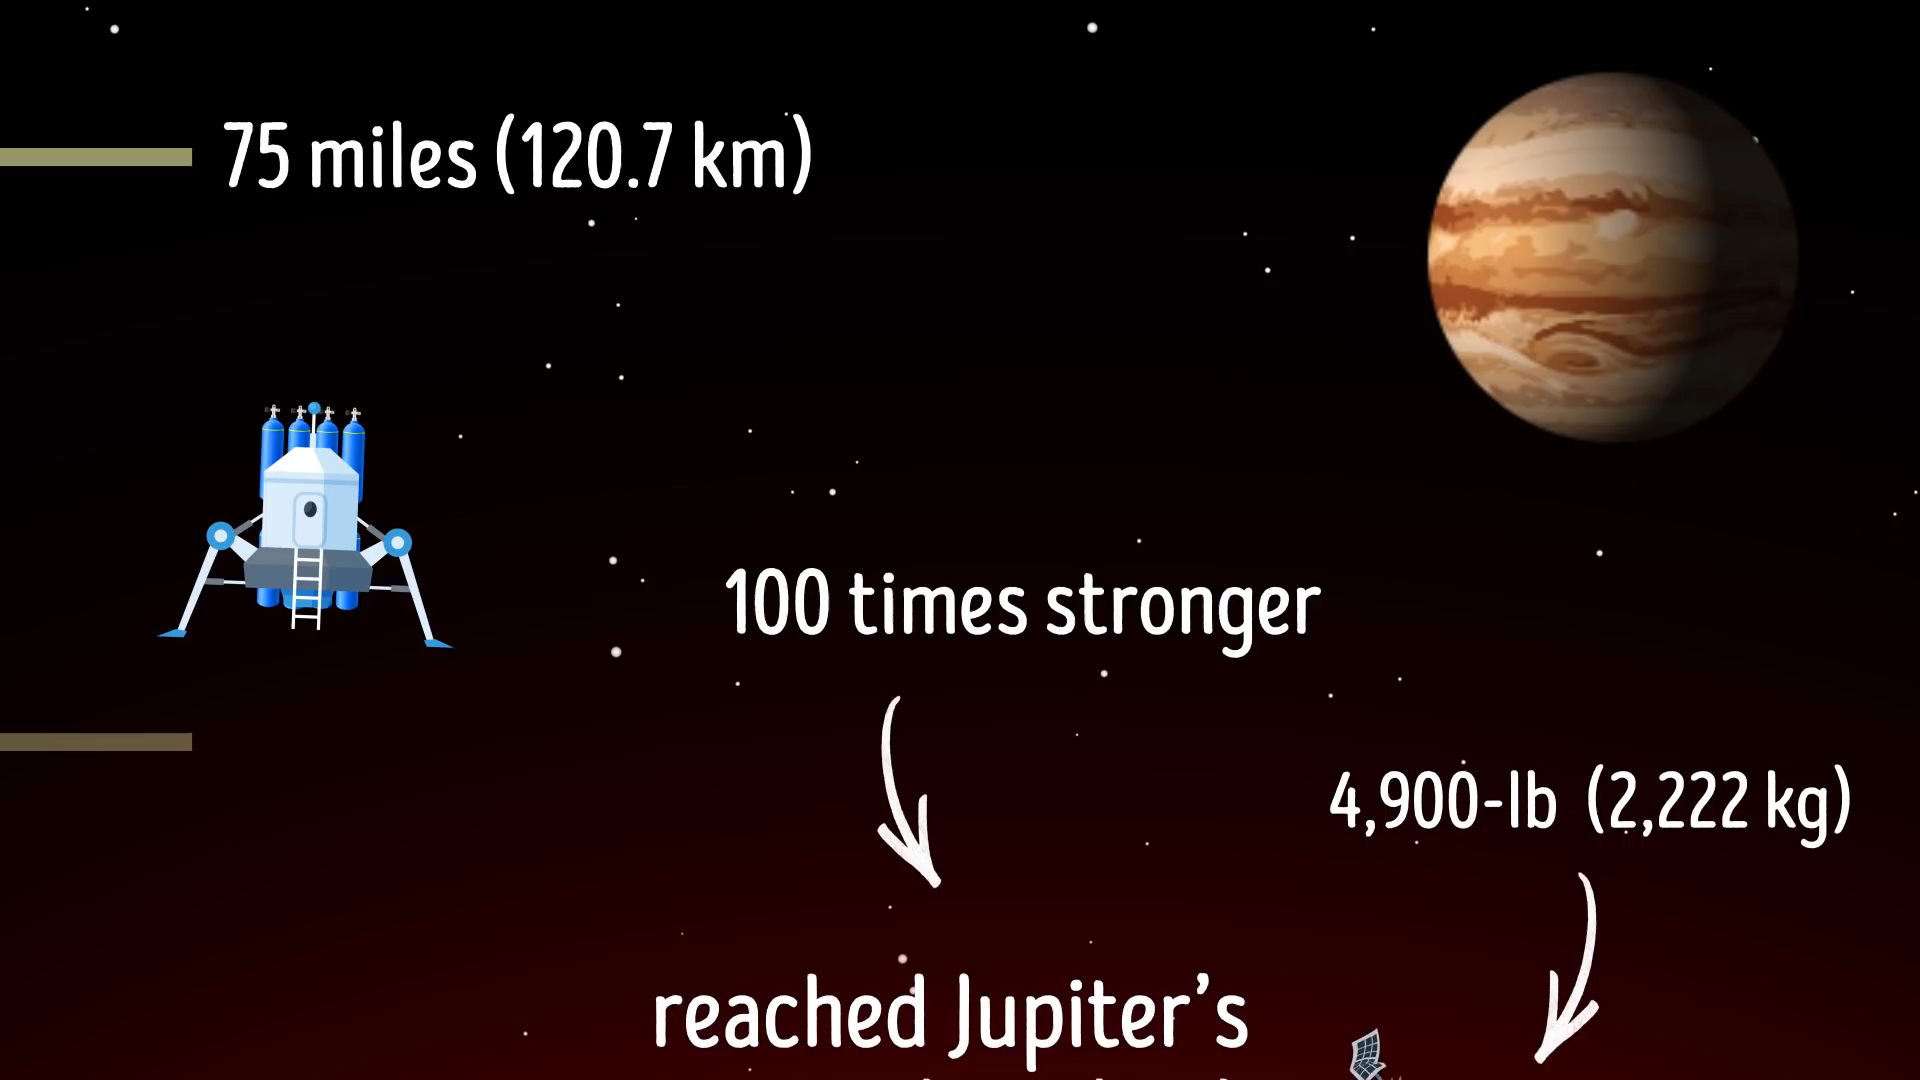 75 miles (120.7 km)
100 times stronger
4,900-lb (2,222 kg)
reached Jupiter's